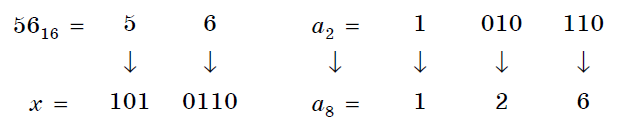 56₁₆ = 5 6 a₂ = 1 010 110
↓ ↓ ↓ ↓ ↓ ↓
x = 101 0110 a₈ = 1 2 6